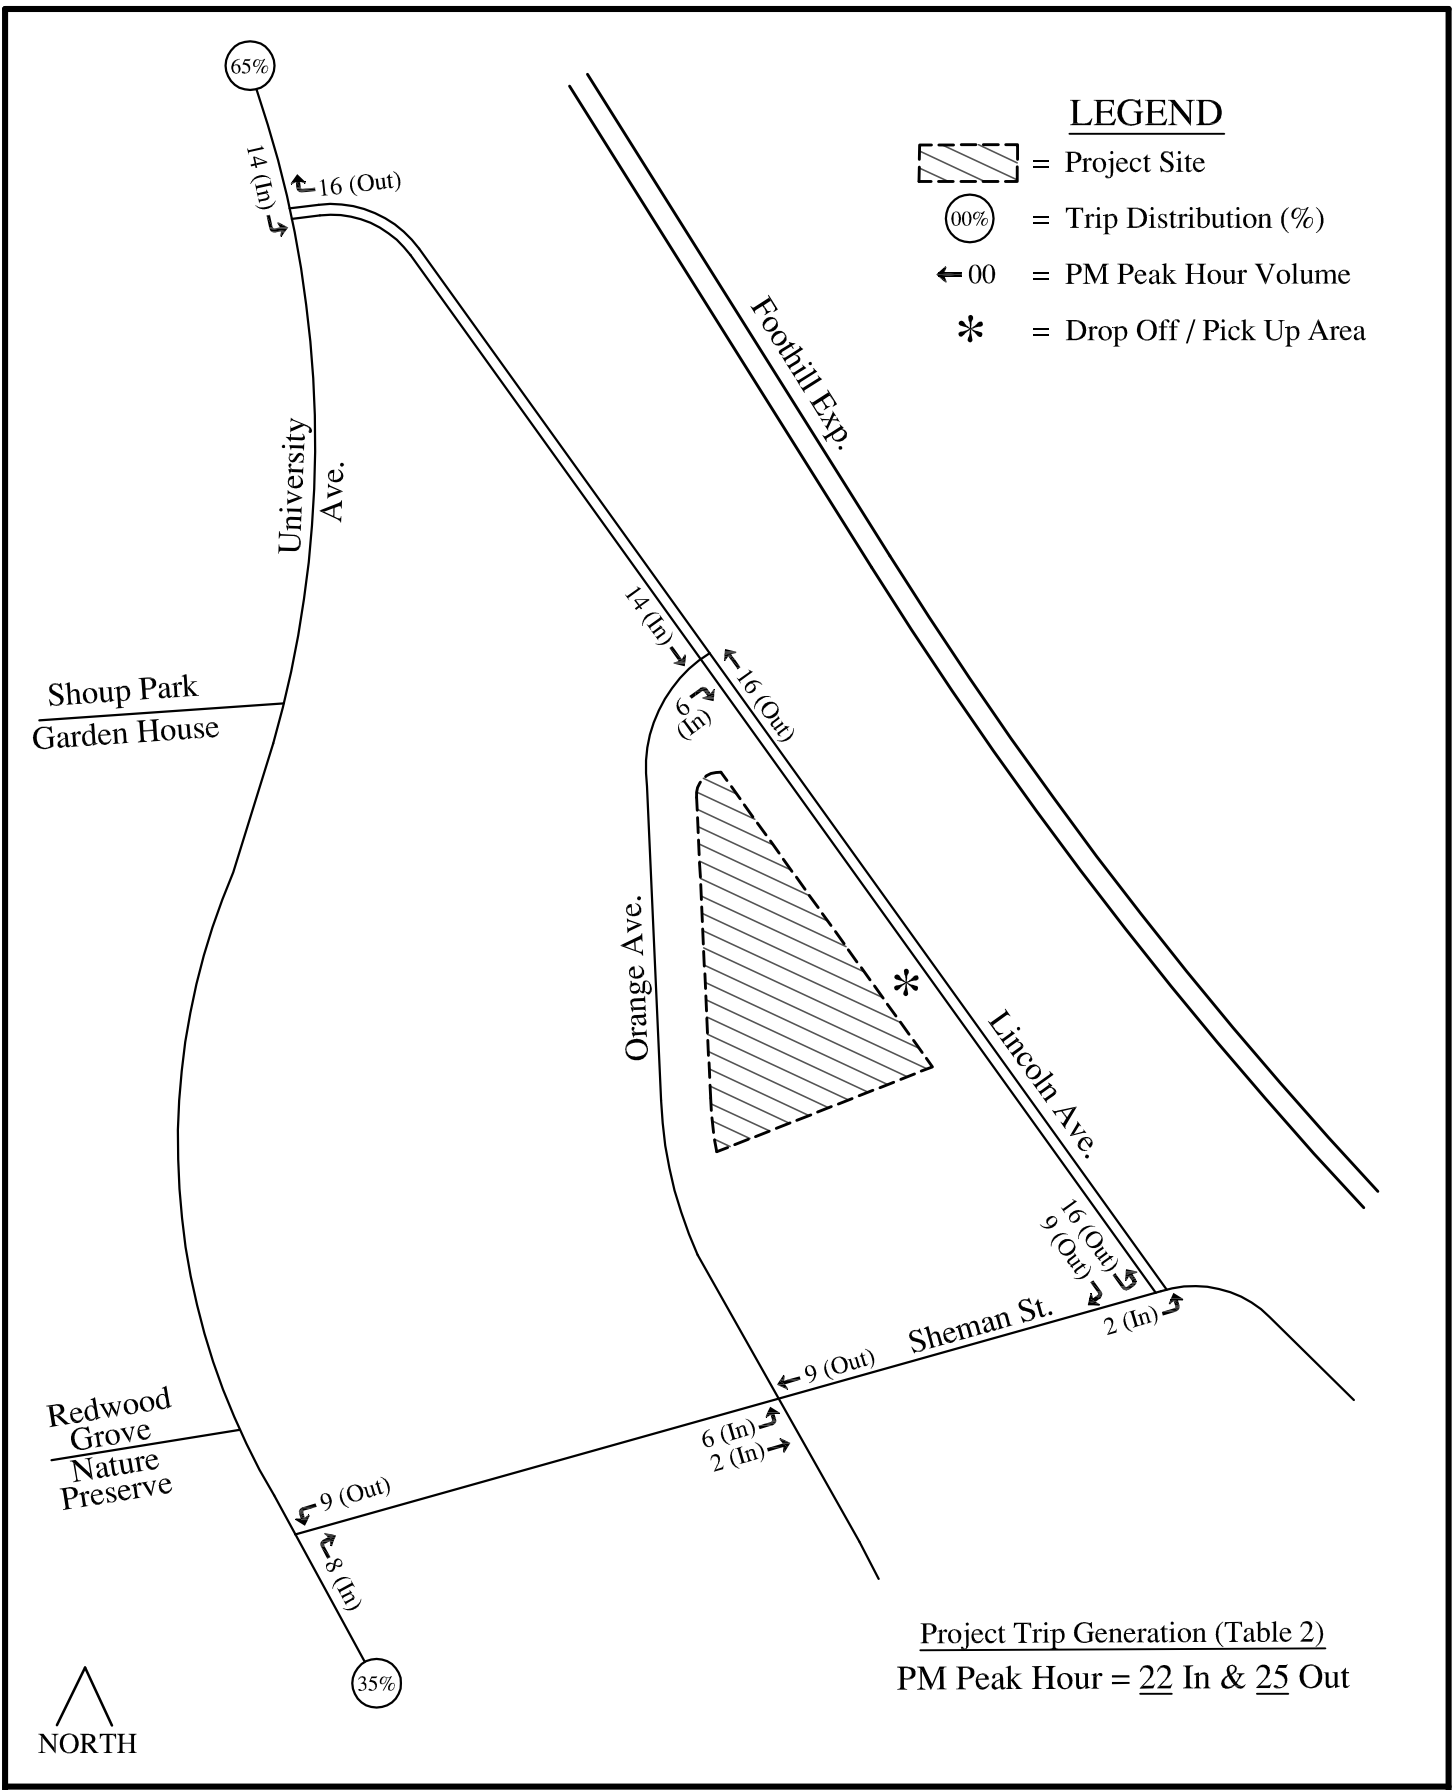 65%
LEGEND
= Project Site
00% = Trip Distribution (%)
00 = PM Peak Hour Volume
* = Drop Off / Pick Up Area
14 (In)
16 (Out)
Foothill Exp.
University
Ave.
14 (In)
16 (Out)
6
(In)
Shoup Park
Garden House
Orange Ave.
*
Lincoln Ave.
16 (Out)
9 (Out)
2 (In)
Sheman St.
9 (Out)
6 (In)
2 (In)
Redwood
Grove
Nature
Preserve
9 (Out)
8 (In)
35%
Project Trip Generation (Table 2)
PM Peak Hour = 22 In & 25 Out
NORTH